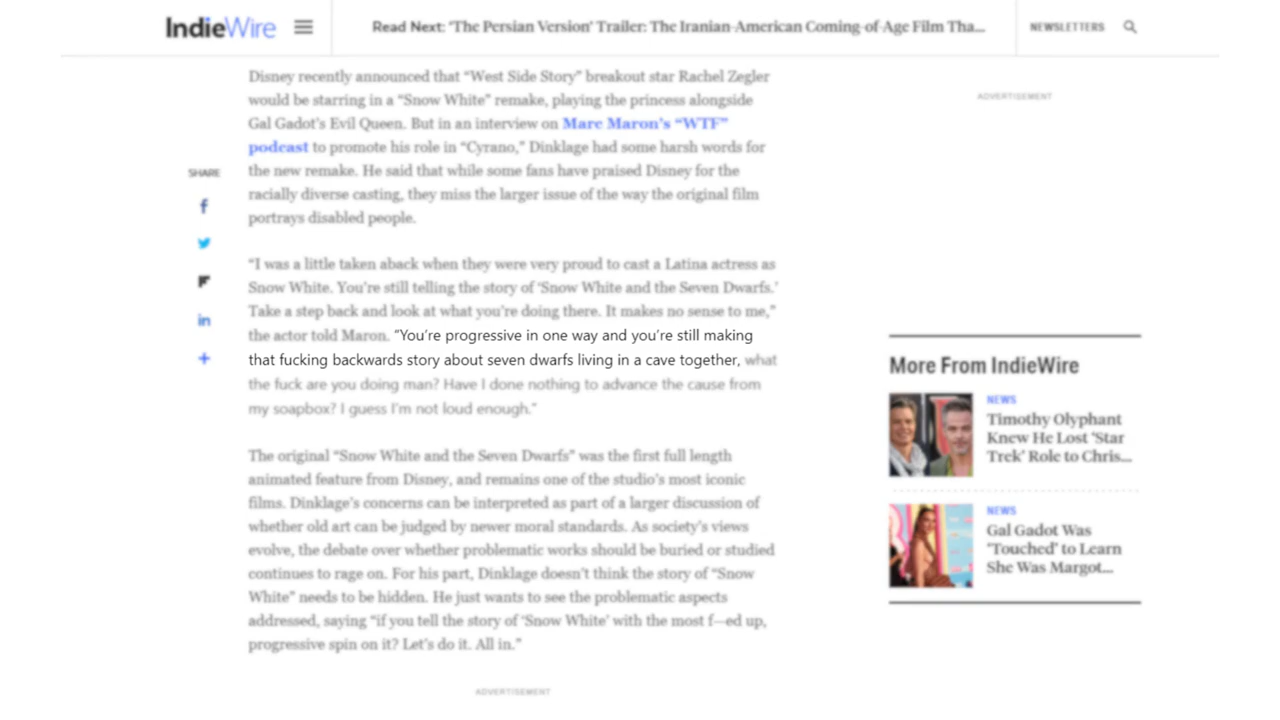 IndieWire
Read Next: 'The Persian Version' Trailer: The Iranian-American Coming-of-Age Film Tha...
NEWSLETTERS
Disney recently announced that “West Side Story” breakout star Rachel Zegler
would be starring in a “Snow White” remake, playing the princess alongside
Gal Gadot’s Evil Queen. But in an interview on Marc Maron’s “WTF”
podcast to promote his role in “Cyrano,” Dinklage had some harsh words for
the new remake. He said that while some fans have praised Disney for the
racially diverse casting, they miss the larger issue of the way the original film
portrays disabled people.
“I was a little taken aback when they were very proud to cast a Latina actress as
Snow White. You’re still telling the story of ‘Snow White and the Seven Dwarfs.’
Take a step back and look at what you’re doing there. It makes no sense to me,”
the actor told Maron. “You’re progressive in one way and you’re still making
that fucking backwards story about seven dwarfs living in a cave together, what
the fuck are you doing man? Have I done nothing to advance the cause from
my soapbox? I guess I’m not loud enough.”
The original “Snow White and the Seven Dwarfs” was the first full length
animated feature from Disney, and remains one of the studio’s most iconic
films. Dinklage’s concerns can be interpreted as part of a larger discussion of
whether old art can be judged by newer moral standards. As society’s views
evolve, the debate over whether problematic works should be buried or studied
continues to rage on. For his part, Dinklage doesn’t think the story of “Snow
White” needs to be hidden. He just wants to see the problematic aspects
addressed, saying “if you tell the story of ‘Snow White’ with the most f—ed up,
progressive spin on it? Let’s do it. All in.”
ADVERTISEMENT
SHARE
f
in
+
ADVERTISEMENT
More From IndieWire
NEWS
Timothy Olyphant
Knew He Lost ‘Star
Trek’ Role to Chris...
NEWS
Gal Gadot Was
‘Touched’ to Learn
She Was Margot...